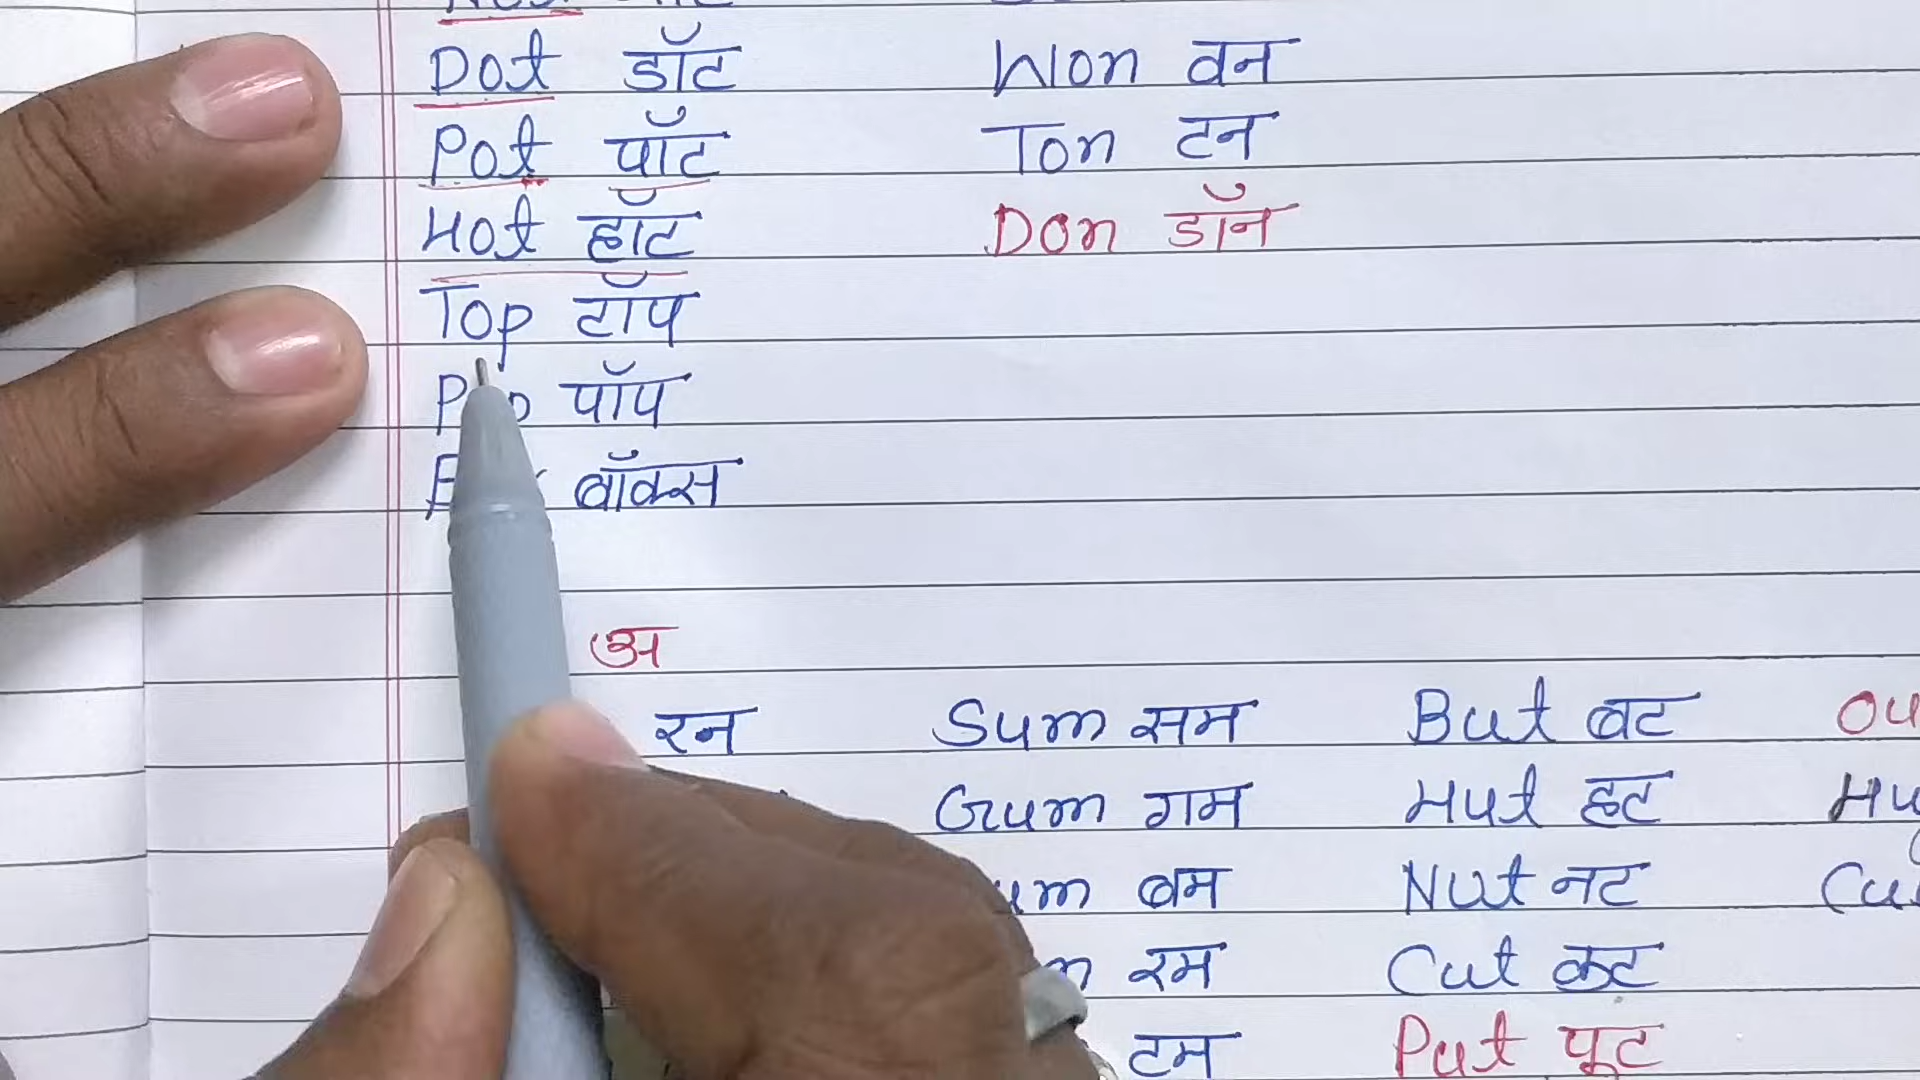 Dot डॉट Won वन
Pot पॉट Ton टन
Hot हॉट Don डॉन
Top टॉप
पॉप
बॉक्स
अ
रन Sum सम But बट
Gum गम Hut हट
बम Nut नट
रम Cut कट
टम Put पूट